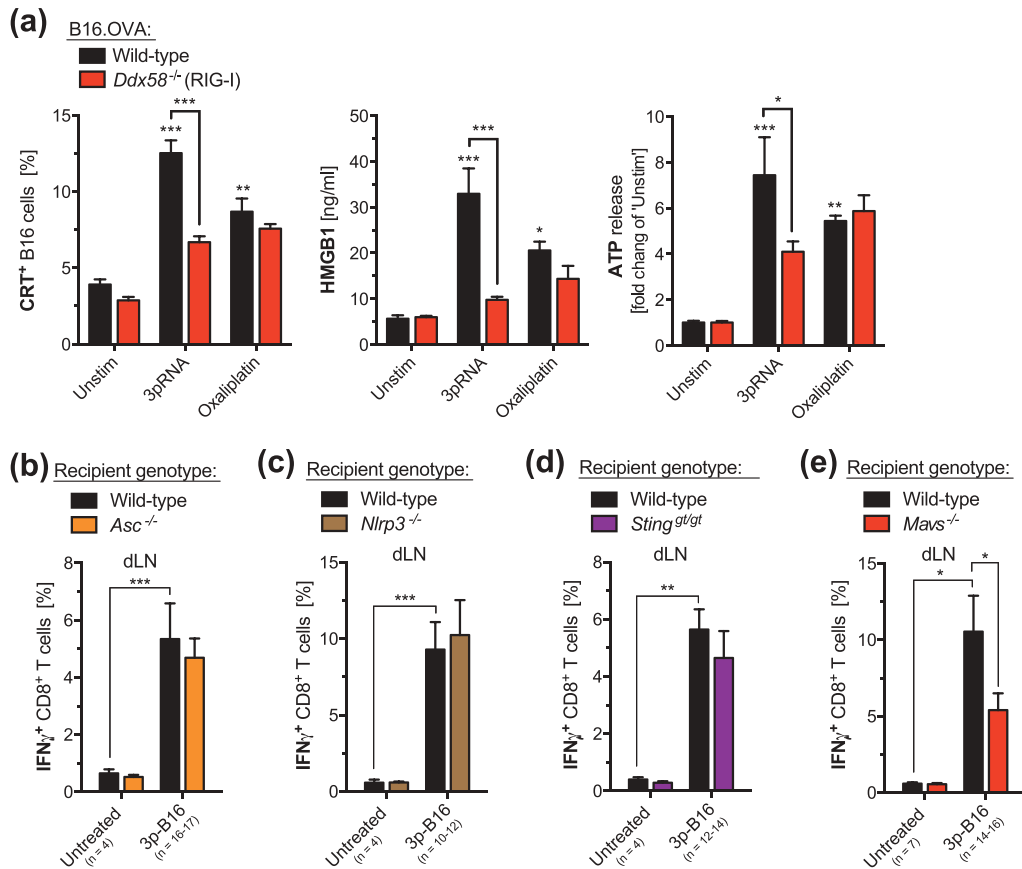 (a)
B16.OVA:
Wild-type
Ddx58-/- (RIG-I)
CRT+ B16 cells [%]
15
10
5
0
***
***
**
Unstim
3pRNA
Oxaliplatin
HMGB1 [ng/ml]
50
40
30
20
10
0
***
***
*
Unstim
3pRNA
Oxaliplatin
ATP release
[fold chang of 'Unstim']
10
8
6
4
2
0
*
***
**
Unstim
3pRNA
Oxaliplatin
(b) Recipient genotype:
Wild-type
Asc-/-
dLN
IFNγ+ CD8+ T cells [%]
8
6
4
2
0
***
Untreated
(n = 4)
3p-B16
(n = 16-17)
(c) Recipient genotype:
Wild-type
Nlrp3-/-
dLN
IFNγ+ CD8+ T cells [%]
15
10
5
0
***
Untreated
(n = 4)
3p-B16
(n = 10-12)
(d) Recipient genotype:
Wild-type
Sting gt/gt
dLN
IFNγ+ CD8+ T cells [%]
8
6
4
2
0
**
Untreated
(n = 4)
3p-B16
(n = 12-14)
(e) Recipient genotype:
Wild-type
Mavs-/-
dLN
IFNγ+ CD8+ T cells [%]
15
10
5
0
*
*
Untreated
(n = 7)
3p-B16
(n = 14-16)